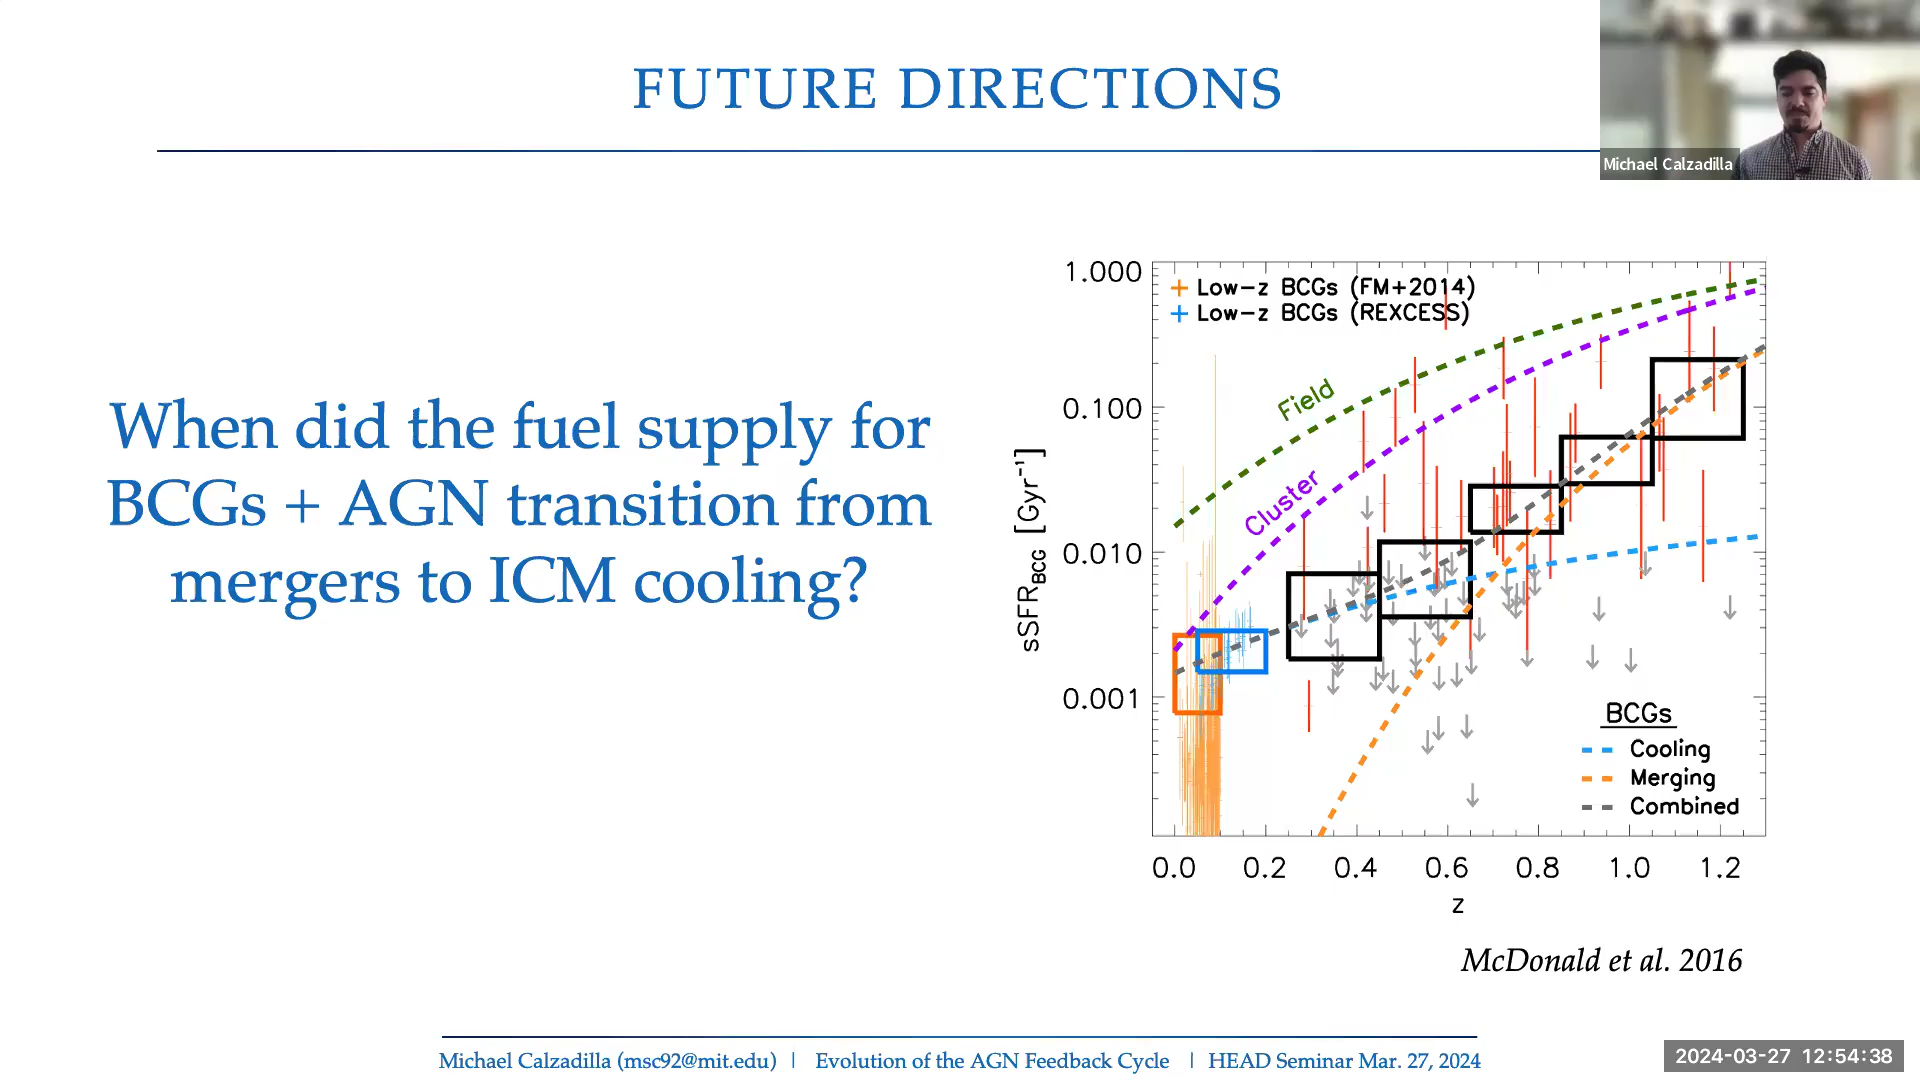 FUTURE DIRECTIONS
Michael Calzadilla
When did the fuel supply for
BCGs + AGN transition from
mergers to ICM cooling?
Low-z BCGs (FM+2014)
Low-z BCGs (REXCESS)
Field
Cluster
1.000
0.100
0.010
0.001
sSFR_BCG [Gyr⁻¹]
BCGs
Cooling
Merging
Combined
0.0 0.2 0.4 0.6 0.8 1.0 1.2
z
McDonald et al. 2016
Michael Calzadilla (msc92@mit.edu) | Evolution of the AGN Feedback Cycle | HEAD Seminar Mar. 27, 2024
2024-03-27 12:54:38